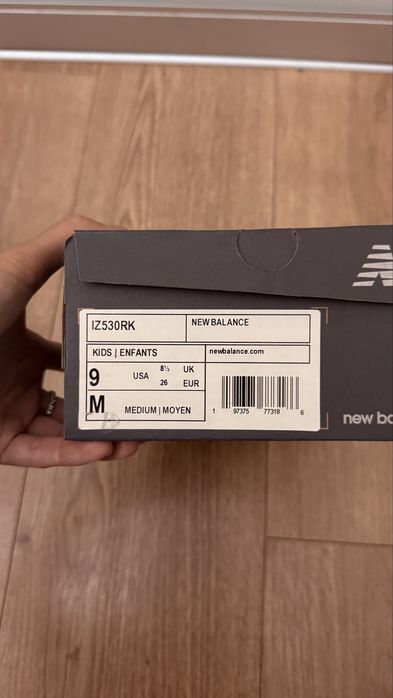 IZ530RK
NEW BALANCE
KIDS | ENFANTS
newbalance.com
9 USA 8½ UK
26 EUR
M MEDIUM | MOYEN
1 97375 77318 6
new ba